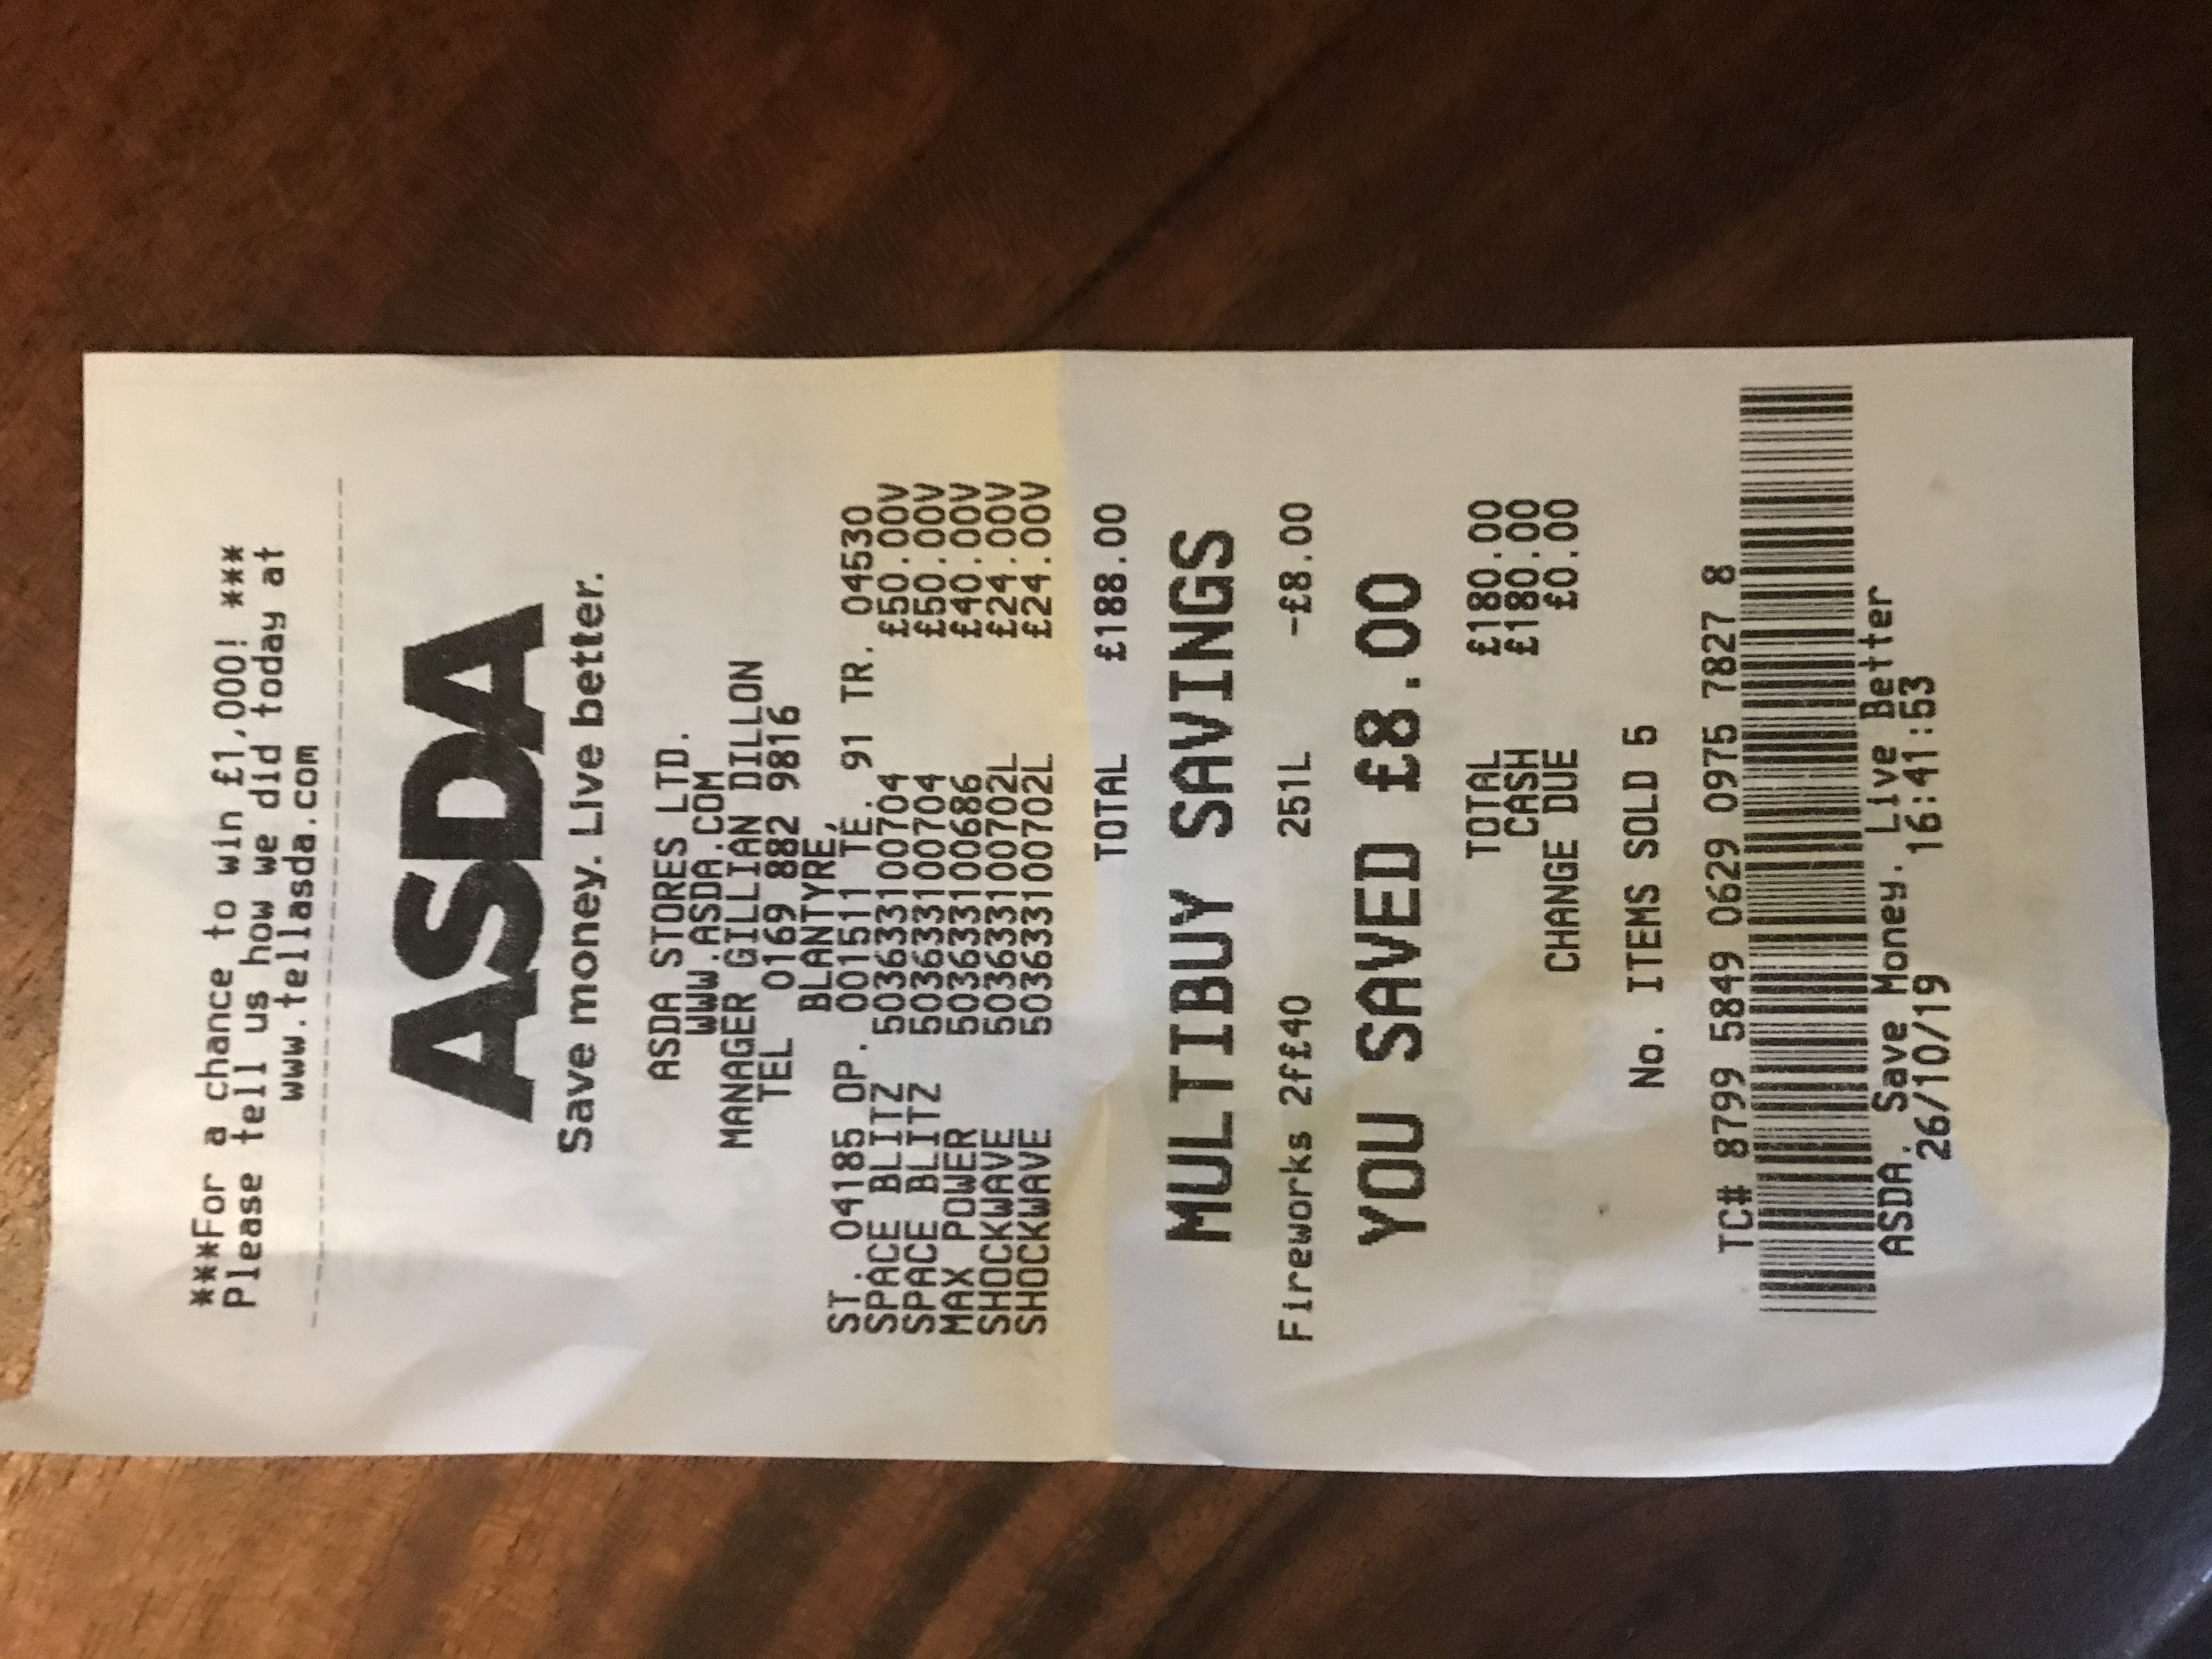 ***For a chance to win £1,000! ***
Please tell us how we did today at
www.tellasda.com
ASDA
Save money. Live better.
ASDA STORES LTD.
WWW.ASDA.COM
MANAGER GILLIAN DILLON
TEL 0169 882 9816
BLANTYRE,
ST. 04185 OP. 001511 TE. 91 TR. 04530
SPACE BLITZ 503633100704 £50.00V
SPACE BLITZ 503633100704 £50.00V
MAX POWER 503633100686 £40.00V
SHOCKWAVE 503633100702L £24.00V
SHOCKWAVE 503633100702L £24.00V
TOTAL £188.00
MULTIBUY SAVINGS
Fireworks 2f£40 251L -£8.00
YOU SAVED £8.00
TOTAL £180.00
CASH £180.00
CHANGE DUE £0.00
No. ITEMS SOLD 5
TC# 8799 5849 0629 0975 7827 8
ASDA. Save Money. Live Better
26/10/19 16:41:53